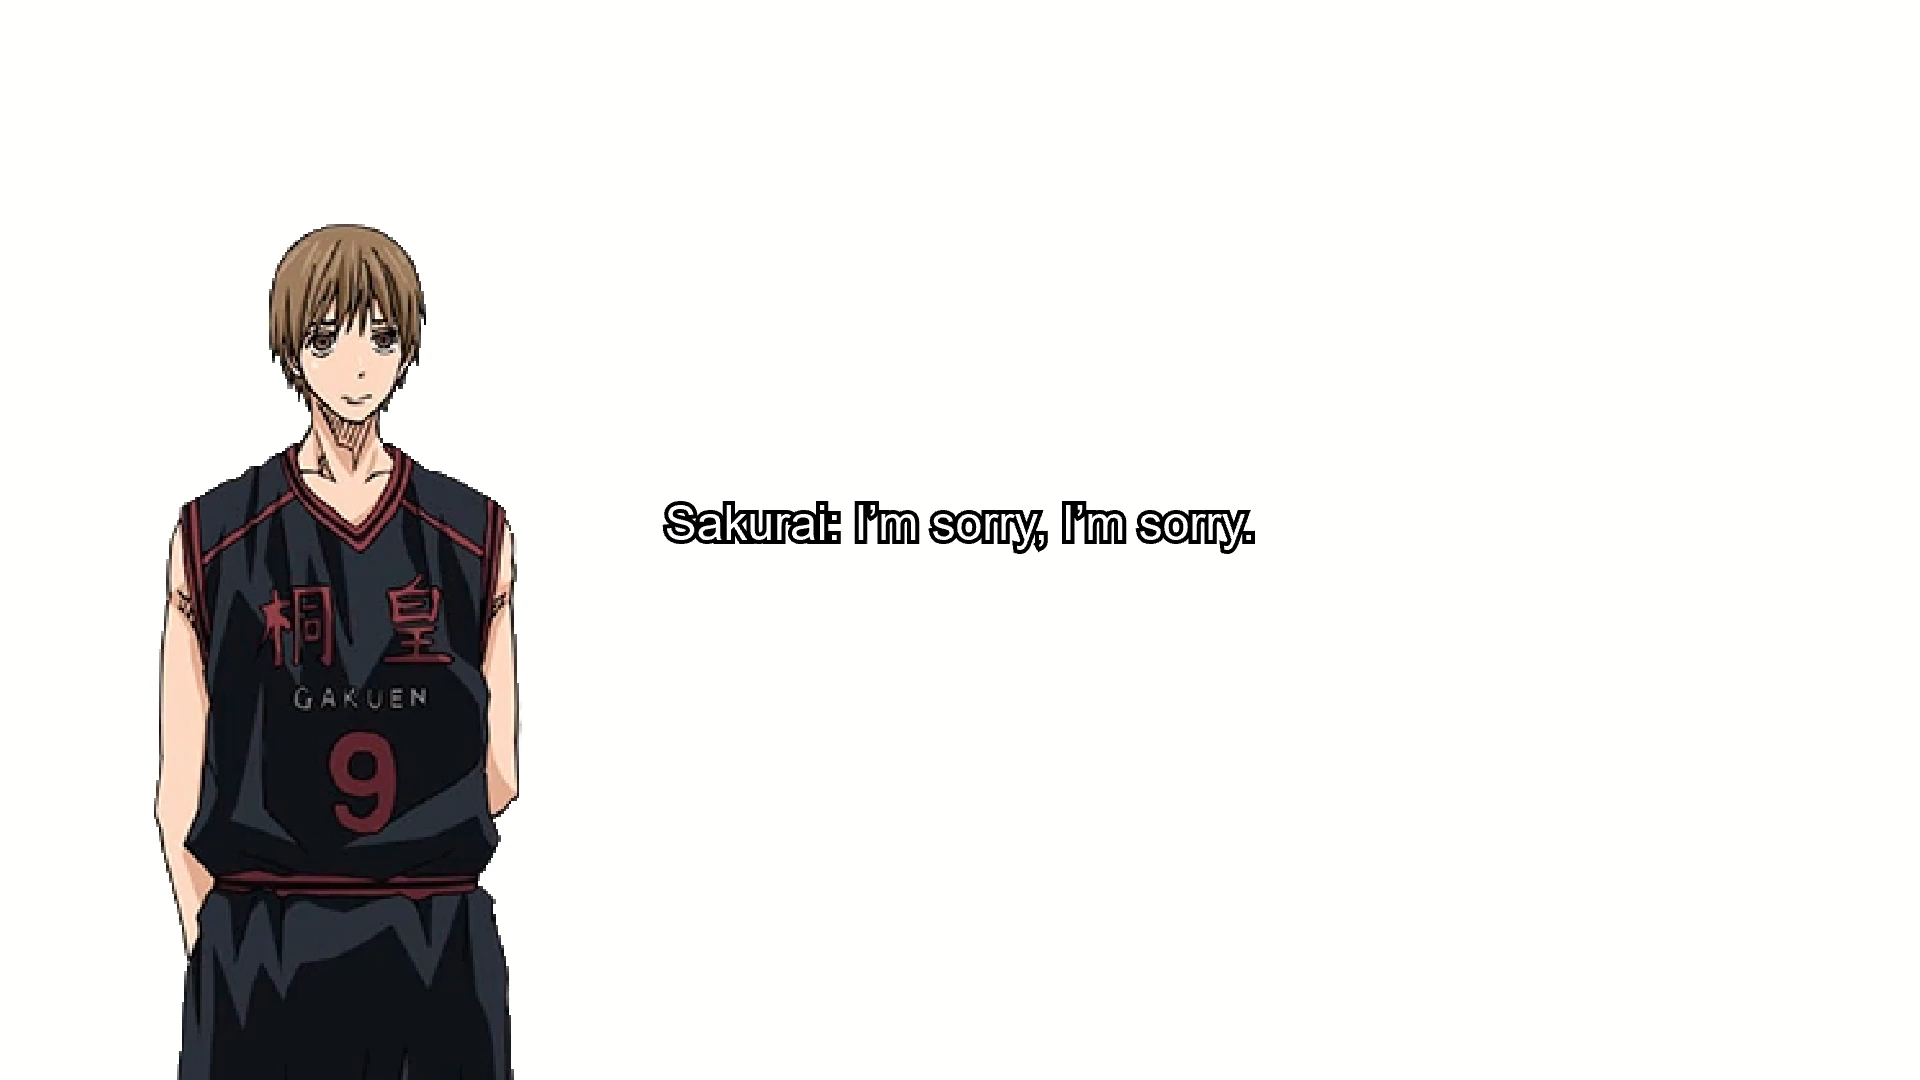 Sakurai: I'm sorry, I'm sorry.
桐 皇
GAKUEN
9